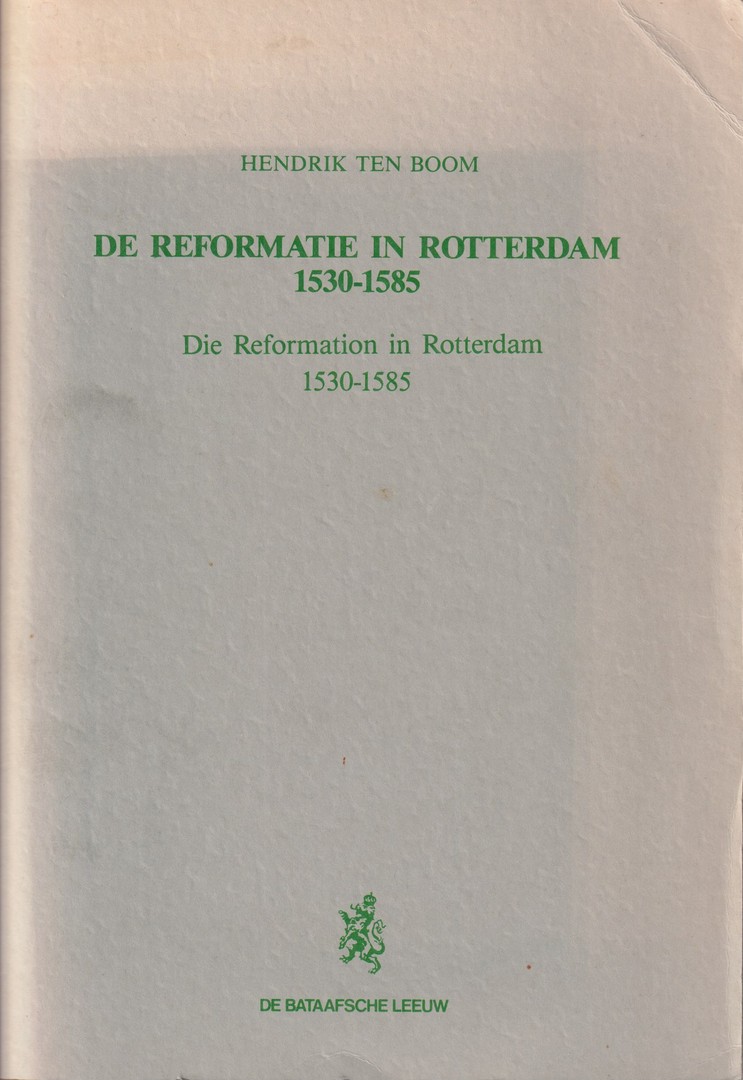 HENDRIK TEN BOOM
DE REFORMATIE IN ROTTERDAM
1530-1585
Die Reformation in Rotterdam
1530-1585
DE BATAAFSCHE LEEUW